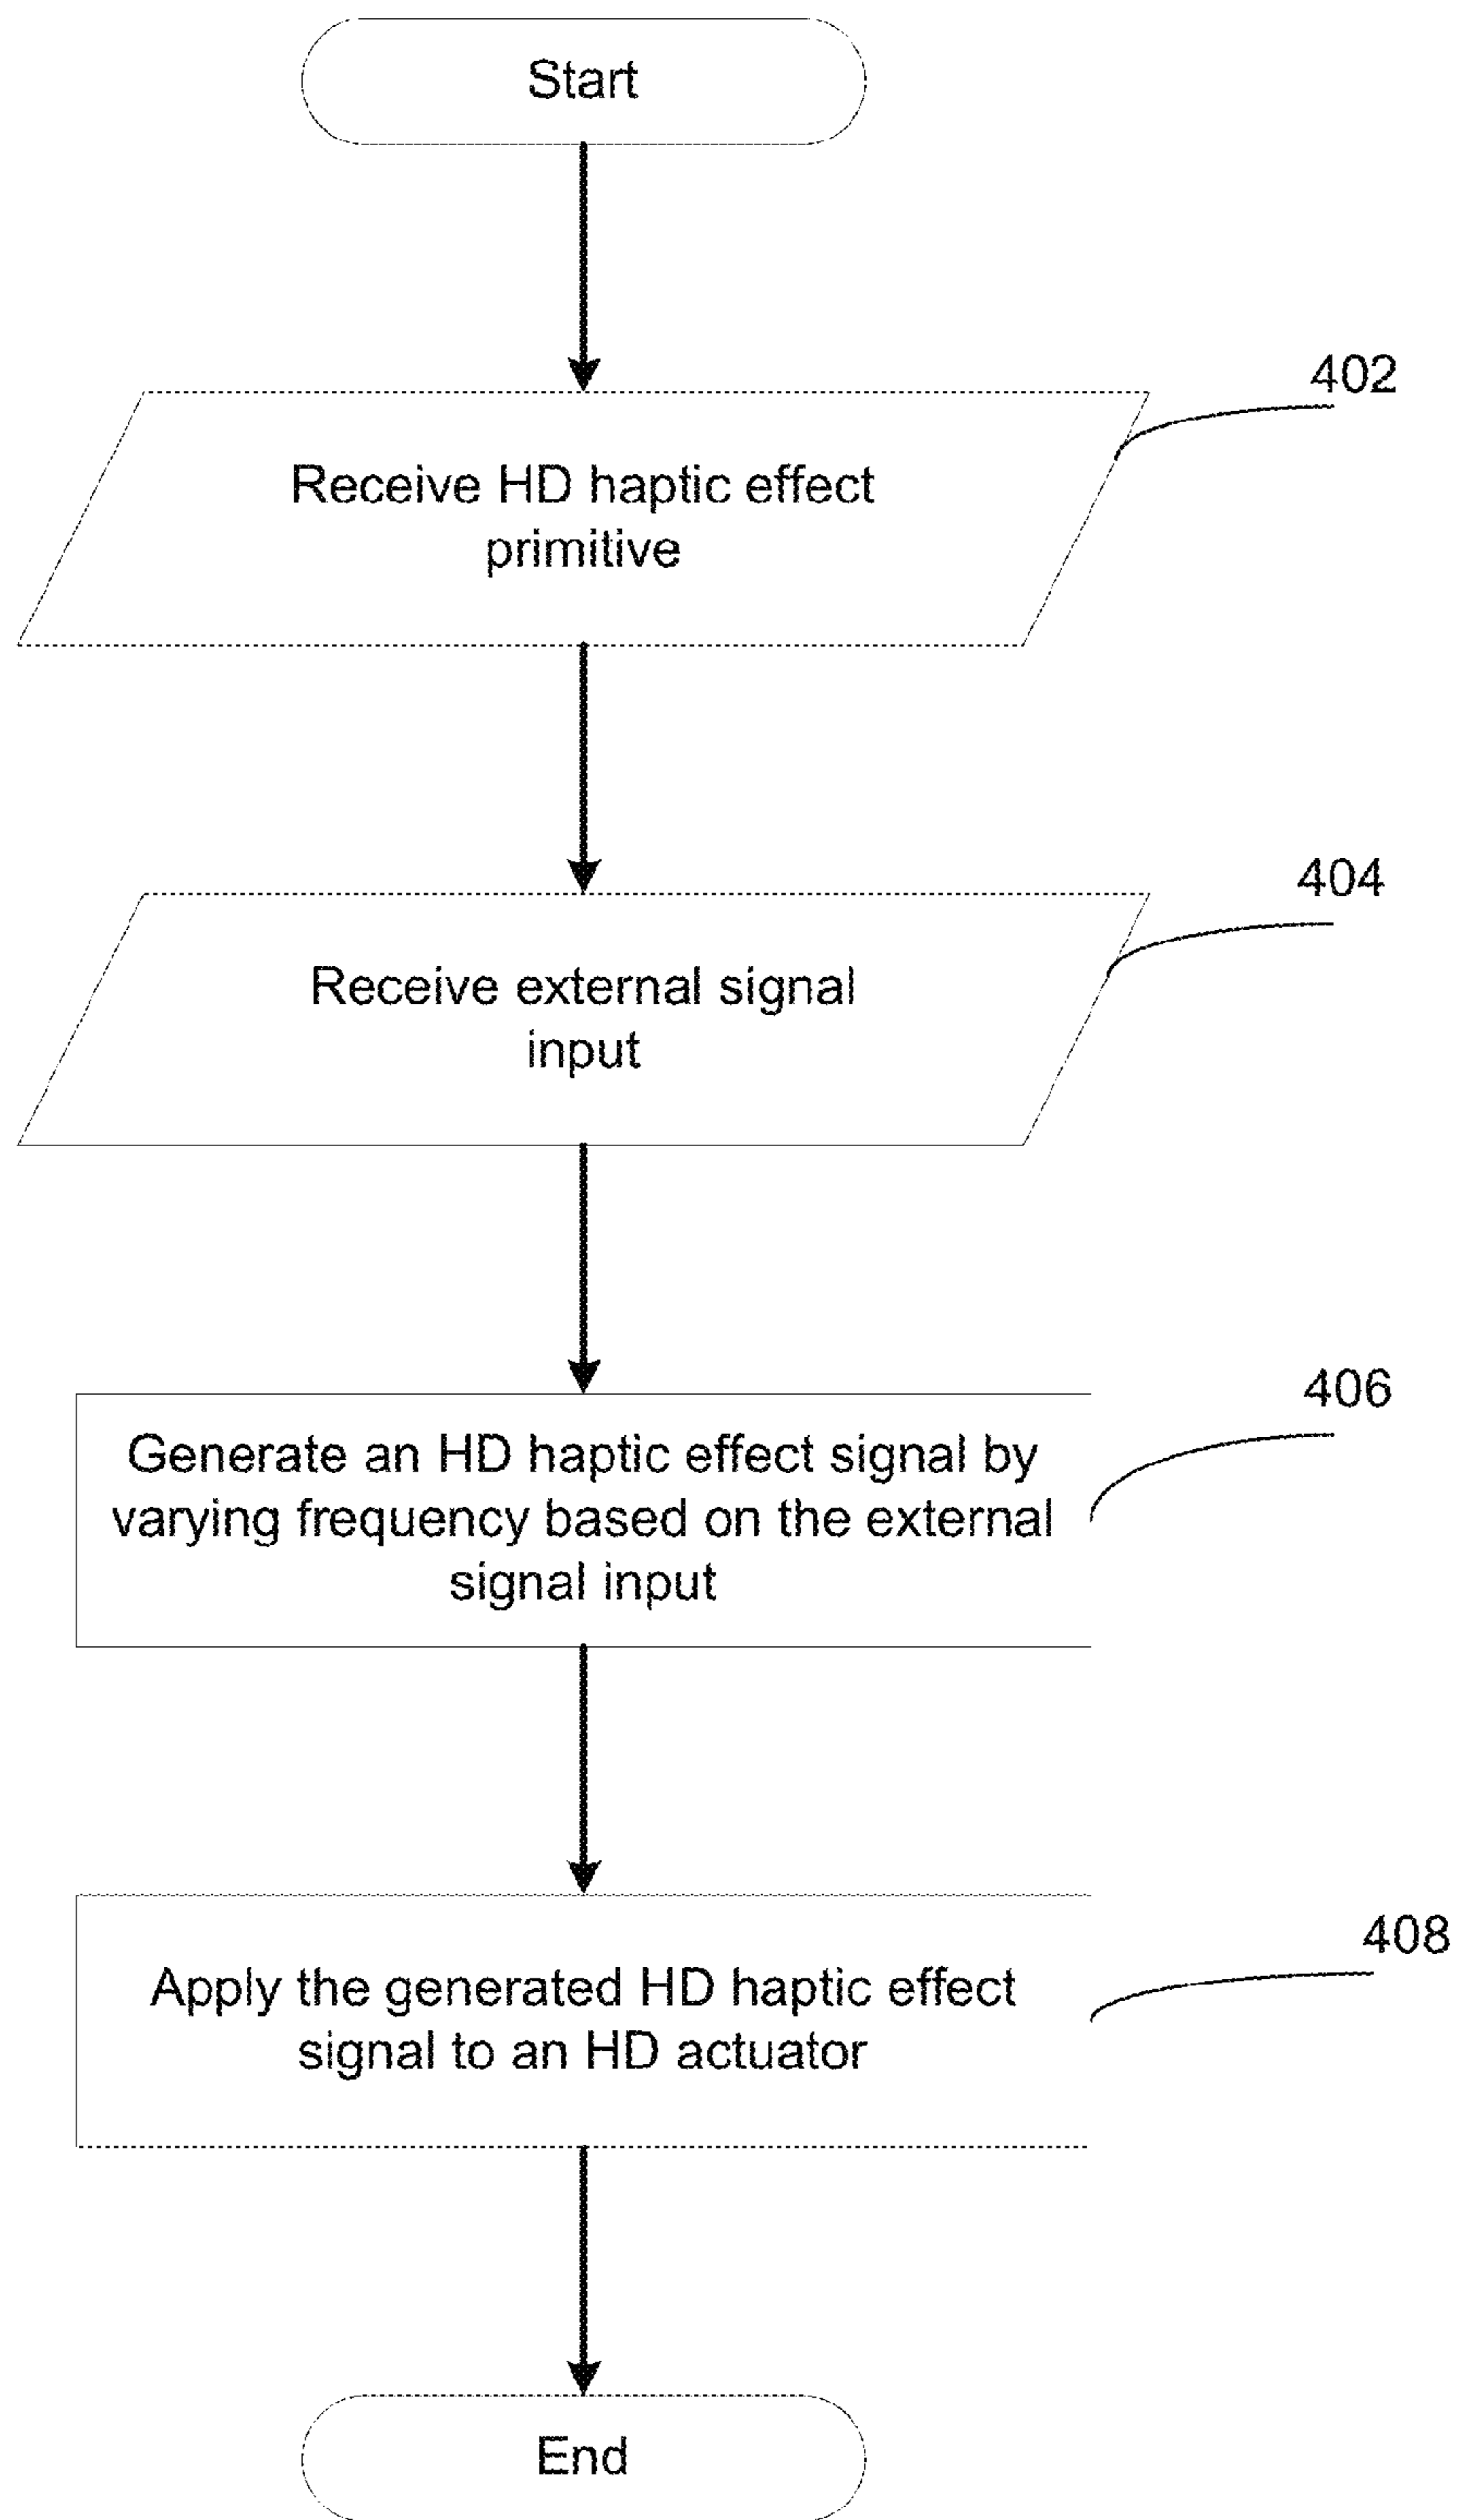 Start
402
Receive HD haptic effect
primitive
404
Receive external signal
input
406
Generate an HD haptic effect signal by
varying frequency based on the external
signal input
408
Apply the generated HD haptic effect
signal to an HD actuator
End